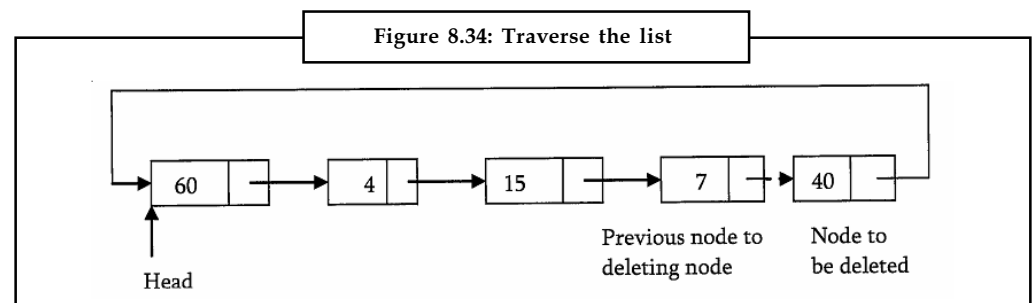 Figure 8.34: Traverse the list
60 4 15 7 40
Previous node to
deleting node
Node to
be deleted
Head